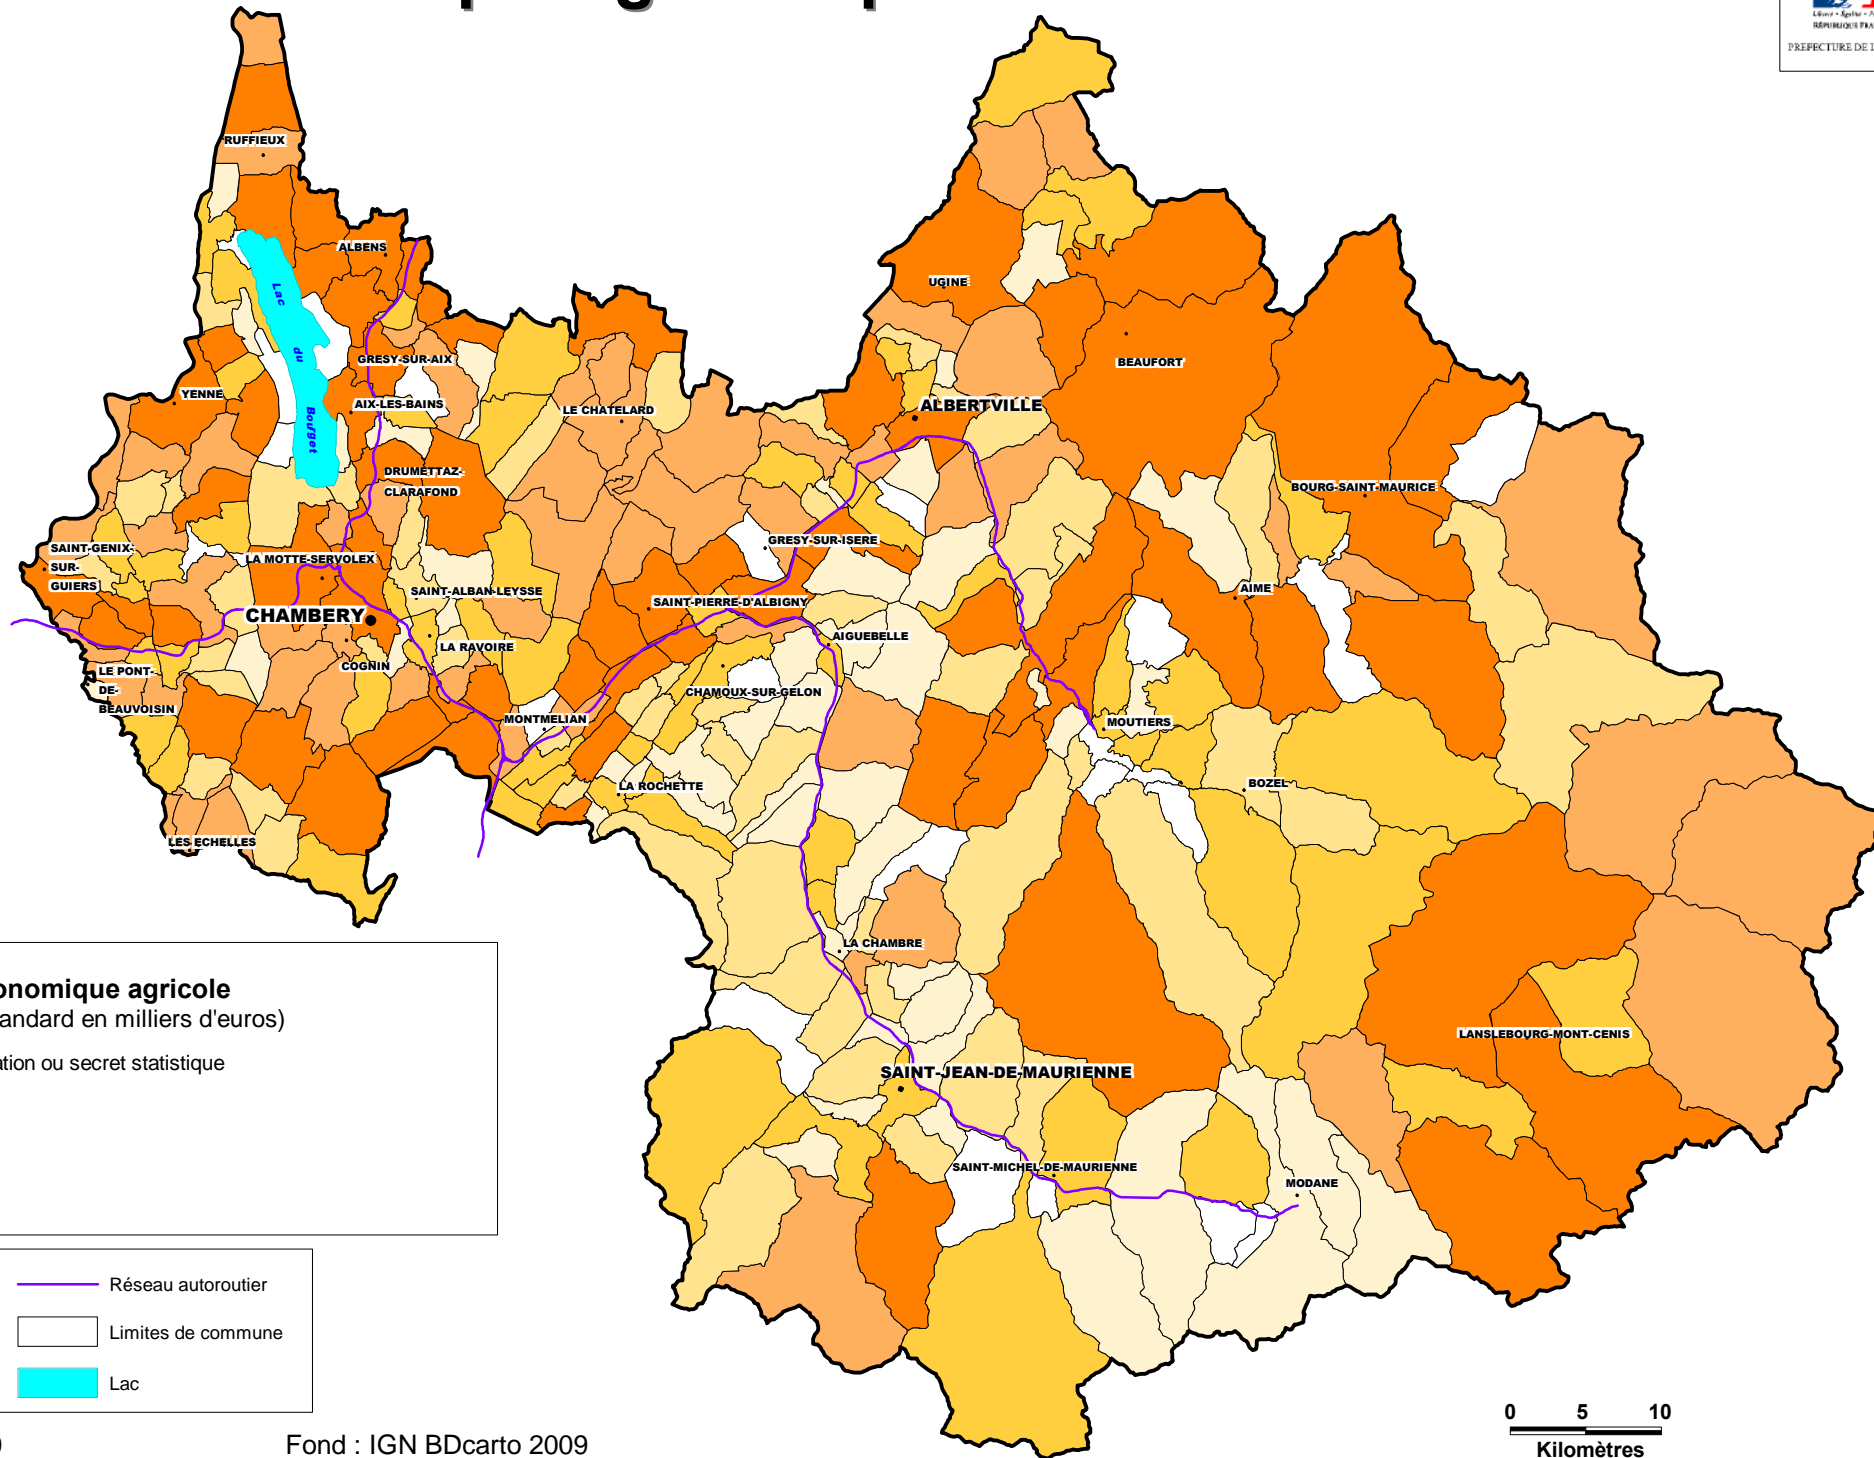 RÉPUBLIQUE FRA
PREFECTURE DE L
RUFFIEUX
ALBENS
Lac
du
Bourget
UGINE
GRESY-SUR-AIX
BEAUFORT
YENNE
AIX-LES-BAINS
LE CHATELARD
ALBERTVILLE
DRUMETTAZ-
CLARAFOND
BOURG-SAINT-MAURICE
SAINT-GENIX-
SUR-
GUIERS
LA MOTTE-SERVOLEX
GRESY-SUR-ISERE
SAINT-ALBAN-LEYSSE
AIME
CHAMBERY
SAINT-PIERRE-D'ALBIGNY
AIGUEBELLE
LA RAVOIRE
COGNIN
LE PONT-
DE-
BEAUVOISIN
CHAMOUX-SUR-GELON
MONTMELIAN
MOUTIERS
LA ROCHETTE
BOZEL
LES ECHELLES
LA CHAMBRE
onomique agricole
andard en milliers d'euros)
LANSLEBOURG-MONT-CENIS
ation ou secret statistique
SAINT-JEAN-DE-MAURIENNE
SAINT-MICHEL-DE-MAURIENNE
MODANE
Réseau autoroutier
Limites de commune
Lac
0 5 10
Kilomètres
Fond : IGN BDcarto 2009